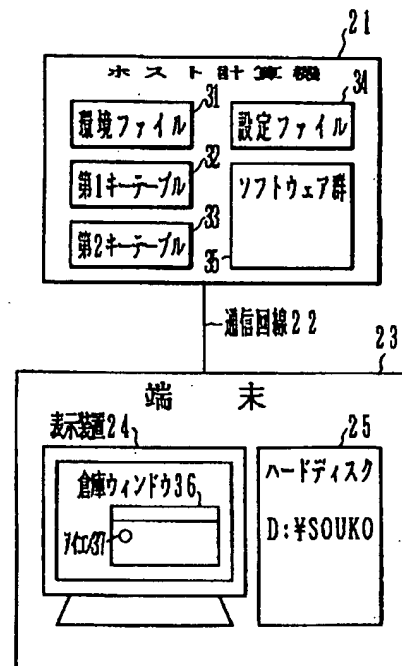 21
ホスト計算機
31
34
環境ファイル
設定ファイル
32
第1キーテーブル
ソフトウェア群
33
第2キーテーブル
35
通信回線22
23
端 末
表示装置24
25
倉庫ウィンドウ36
ハードディスク
アイコン37
D:¥SOUKO